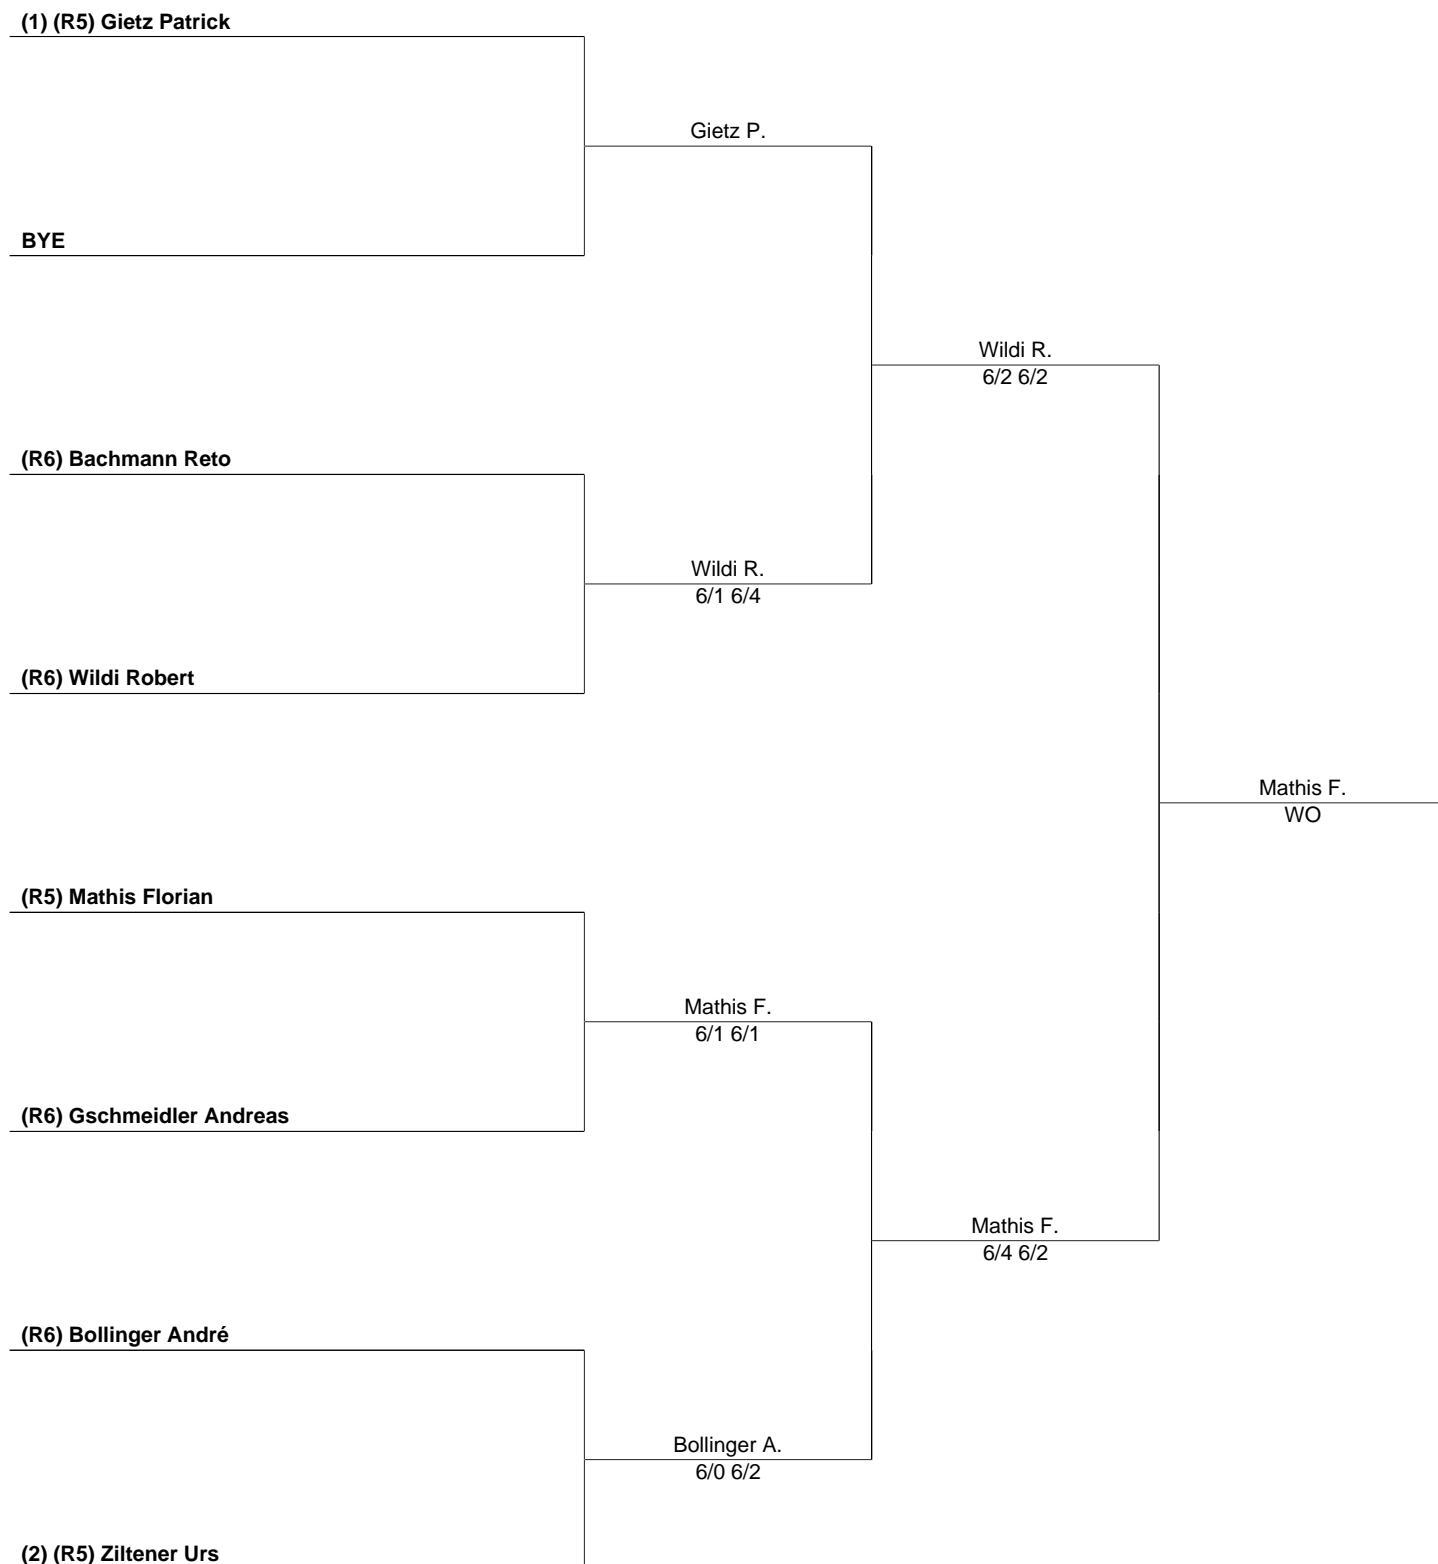 (1) (R5) Gietz Patrick
Gietz P.
BYE
Wildi R.
6/2 6/2
(R6) Bachmann Reto
Wildi R.
6/1 6/4
(R6) Wildi Robert
Mathis F.
WO
(R5) Mathis Florian
Mathis F.
6/1 6/1
(R6) Gschmeidler Andreas
Mathis F.
6/4 6/2
(R6) Bollinger André
Bollinger A.
6/0 6/2
(2) (R5) Ziltener Urs